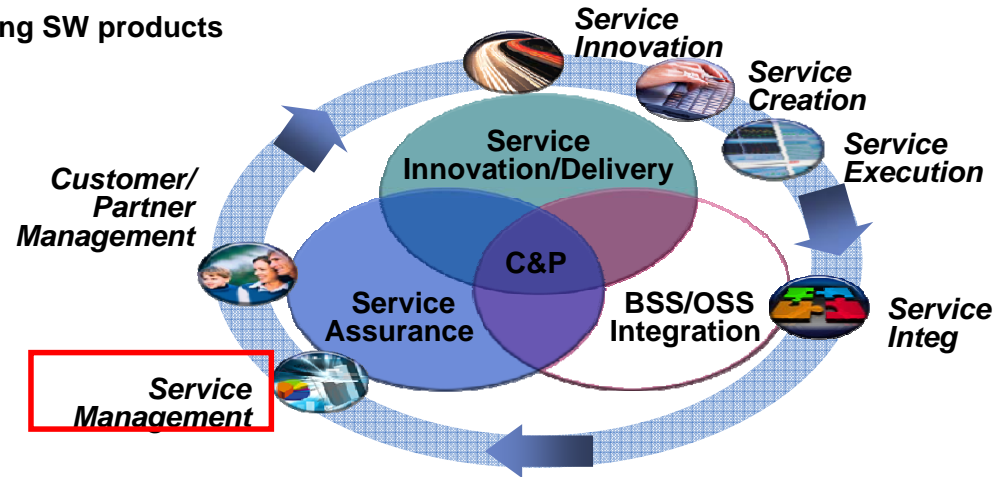 ng SW products
Service
Innovation
Service
Creation
Service
Execution
Service
Innovation/Delivery
Customer/
Partner
Management
C&P
Service
Assurance
BSS/OSS
Integration
Service
Integ
Service
Management